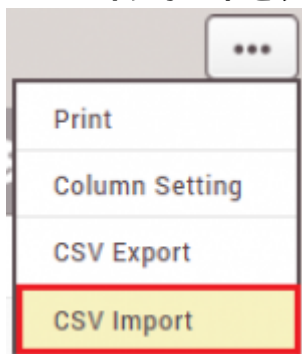 •••
Print
Column Setting
CSV Export
CSV Import